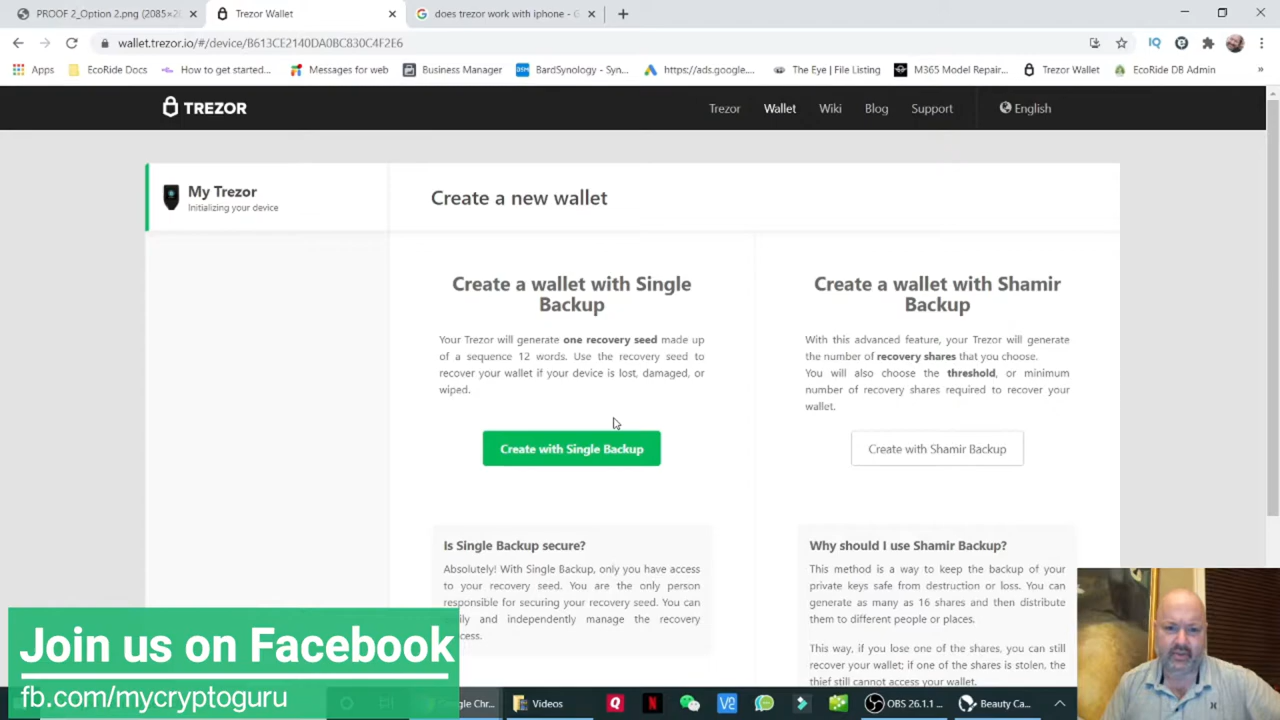 PROOF 2_Option 2.png (2085×2
Trezor Wallet
does trezor work with iphone - G
wallet.trezor.io/#/device/B613CE2140DA0BC830C4F2E6
Apps
EcoRide Docs
How to get started...
Messages for web
Business Manager
BardSynology - Syn...
https://ads.google....
The Eye | File Listing
M365 Model Repair...
Trezor Wallet
EcoRide DB Admin
TREZOR
Trezor
Wallet
Wiki
Blog
Support
English
My Trezor
Initializing your device
Create a new wallet
Create a wallet with Single
Backup
Your Trezor will generate one recovery seed made up
of a sequence 12 words. Use the recovery seed to
recover your wallet if your device is lost, damaged, or
wiped.
Create with Single Backup
Is Single Backup secure?
Absolutely! With Single Backup, only you have access
to your recovery seed. You are the only person
responsible for securing your recovery seed. You can
and independently manage the recovery
Create a wallet with Shamir
Backup
With this advanced feature, your Trezor will generate
the number of recovery shares that you choose.
You will also choose the threshold, or minimum
number of recovery shares required to recover your
wallet.
Create with Shamir Backup
Why should I use Shamir Backup?
This method is a way to keep the backup of your
private keys safe from destruction or loss. You can
generate as many as 16 shares and then distribute
them to different people or places.
This way, if you lose one of the shares, you can still
recover your wallet; if one of the shares is stolen, the
thief still cannot access your wallet.
Join us on Facebook
fb.com/mycryptoguru
Google Chr...
Videos
OBS 26.1.1 ...
Beauty Ca...